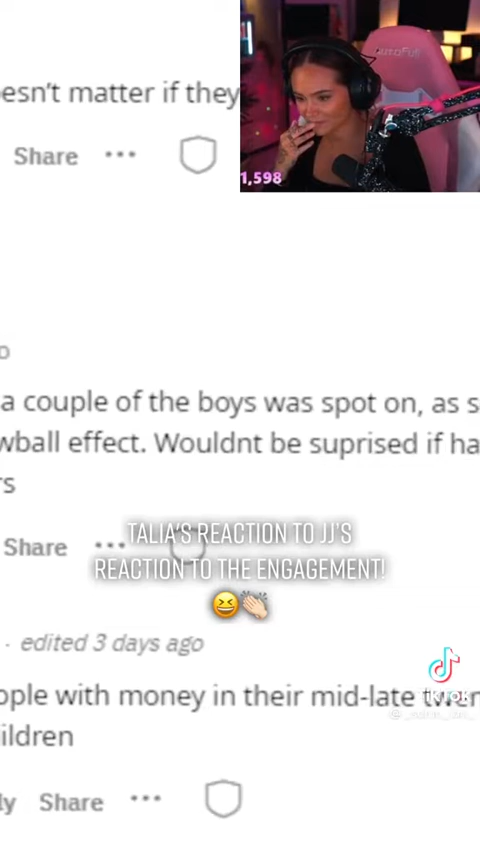 esn't matter if they
Share
1,598
a couple of the boys was spot on, as s
wball effect. Wouldnt be suprised if ha
rs
Share
TALIA'S REACTION TO JJ'S
REACTION TO THE ENGAGEMENT!
· edited 3 days ago
ople with money in their mid-late twen
ildren
TikTok
ly Share